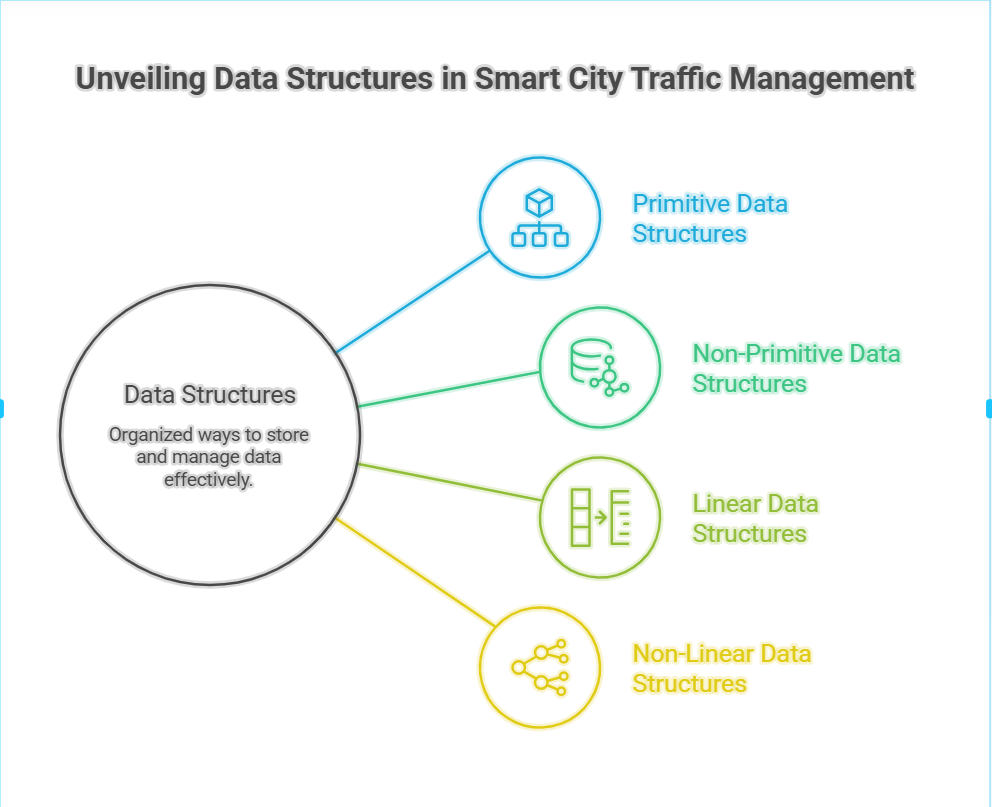 Unveiling Data Structures in Smart City Traffic Management
Primitive Data
Structures
Non-Primitive Data
Structures
Data Structures
Organized ways to store
and manage data
effectively.
Linear Data
Structures
Non-Linear Data
Structures